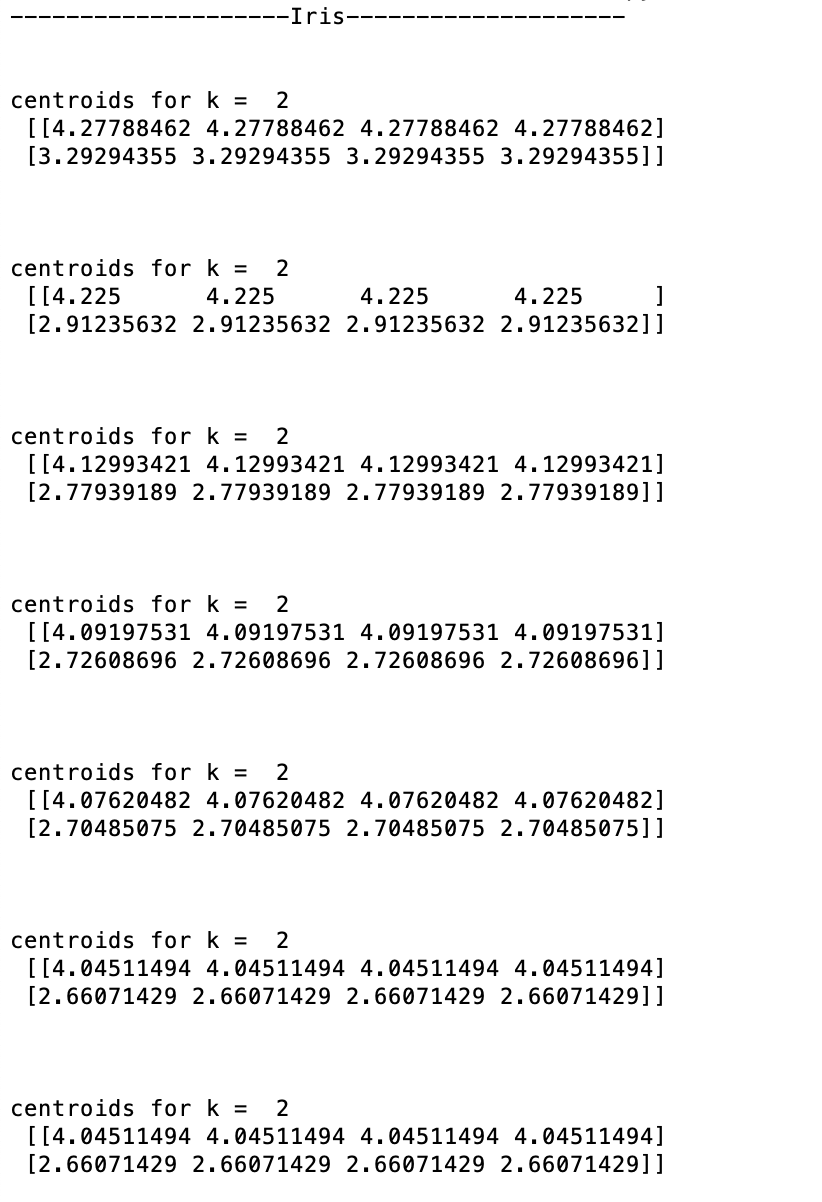 --------------------Iris--------------------
centroids for k =  2
 [[4.27788462 4.27788462 4.27788462 4.27788462]
 [3.29294355 3.29294355 3.29294355 3.29294355]]
centroids for k =  2
 [[4.225      4.225      4.225      4.225     ]
 [2.91235632 2.91235632 2.91235632 2.91235632]]
centroids for k =  2
 [[4.12993421 4.12993421 4.12993421 4.12993421]
 [2.77939189 2.77939189 2.77939189 2.77939189]]
centroids for k =  2
 [[4.09197531 4.09197531 4.09197531 4.09197531]
 [2.72608696 2.72608696 2.72608696 2.72608696]]
centroids for k =  2
 [[4.07620482 4.07620482 4.07620482 4.07620482]
 [2.70485075 2.70485075 2.70485075 2.70485075]]
centroids for k =  2
 [[4.04511494 4.04511494 4.04511494 4.04511494]
 [2.66071429 2.66071429 2.66071429 2.66071429]]
centroids for k =  2
 [[4.04511494 4.04511494 4.04511494 4.04511494]
 [2.66071429 2.66071429 2.66071429 2.66071429]]